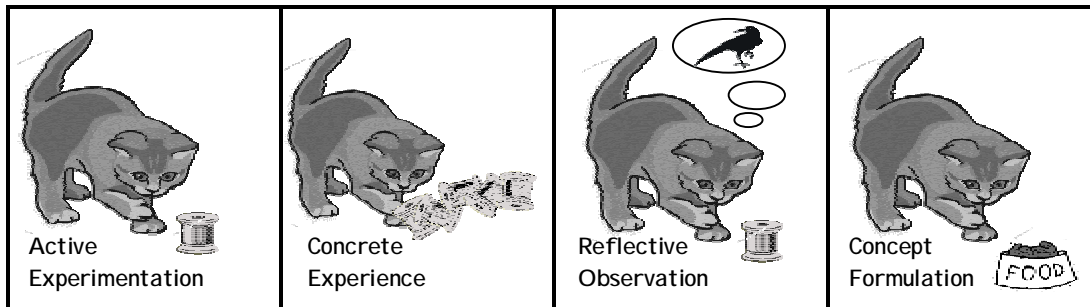 Active
Experimentation
Concrete
Experience
Reflective
Observation
Concept
Formulation
FOOD